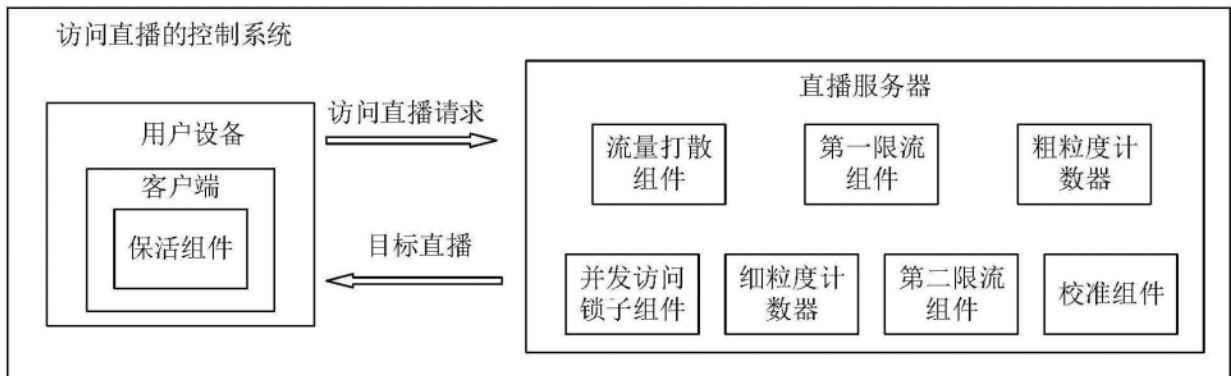 访问直播的控制系统
用户设备
客户端
保活组件
访问直播请求
目标直播
直播服务器
流量打散
组件
第一限流
组件
粗粒度计
数器
并发访问
锁子组件
细粒度计
数器
第二限流
组件
校准组件